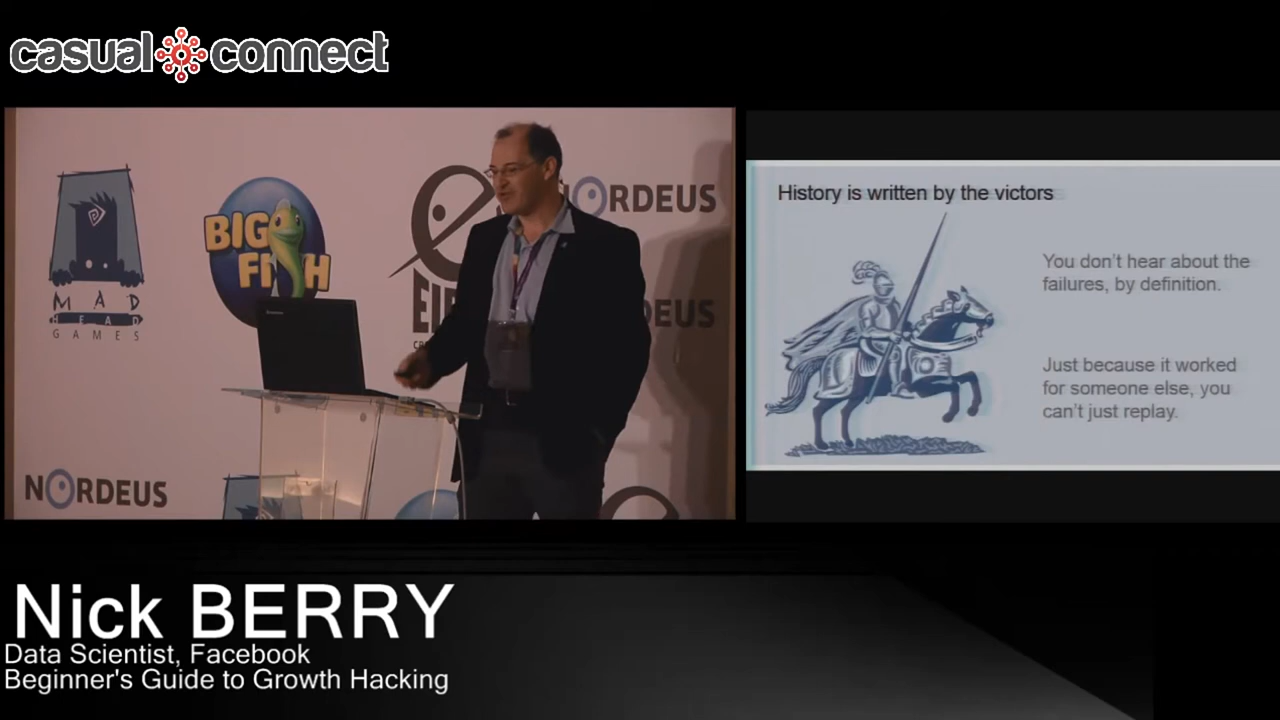 casual connect
BIG
FISH
NORDEUS
MAD
HEAD
GAMES
NORDEUS
History is written by the victors
You don't hear about the
failures, by definition.
Just because it worked
for someone else, you
can't just replay.
Nick BERRY
Data Scientist, Facebook
Beginner's Guide to Growth Hacking